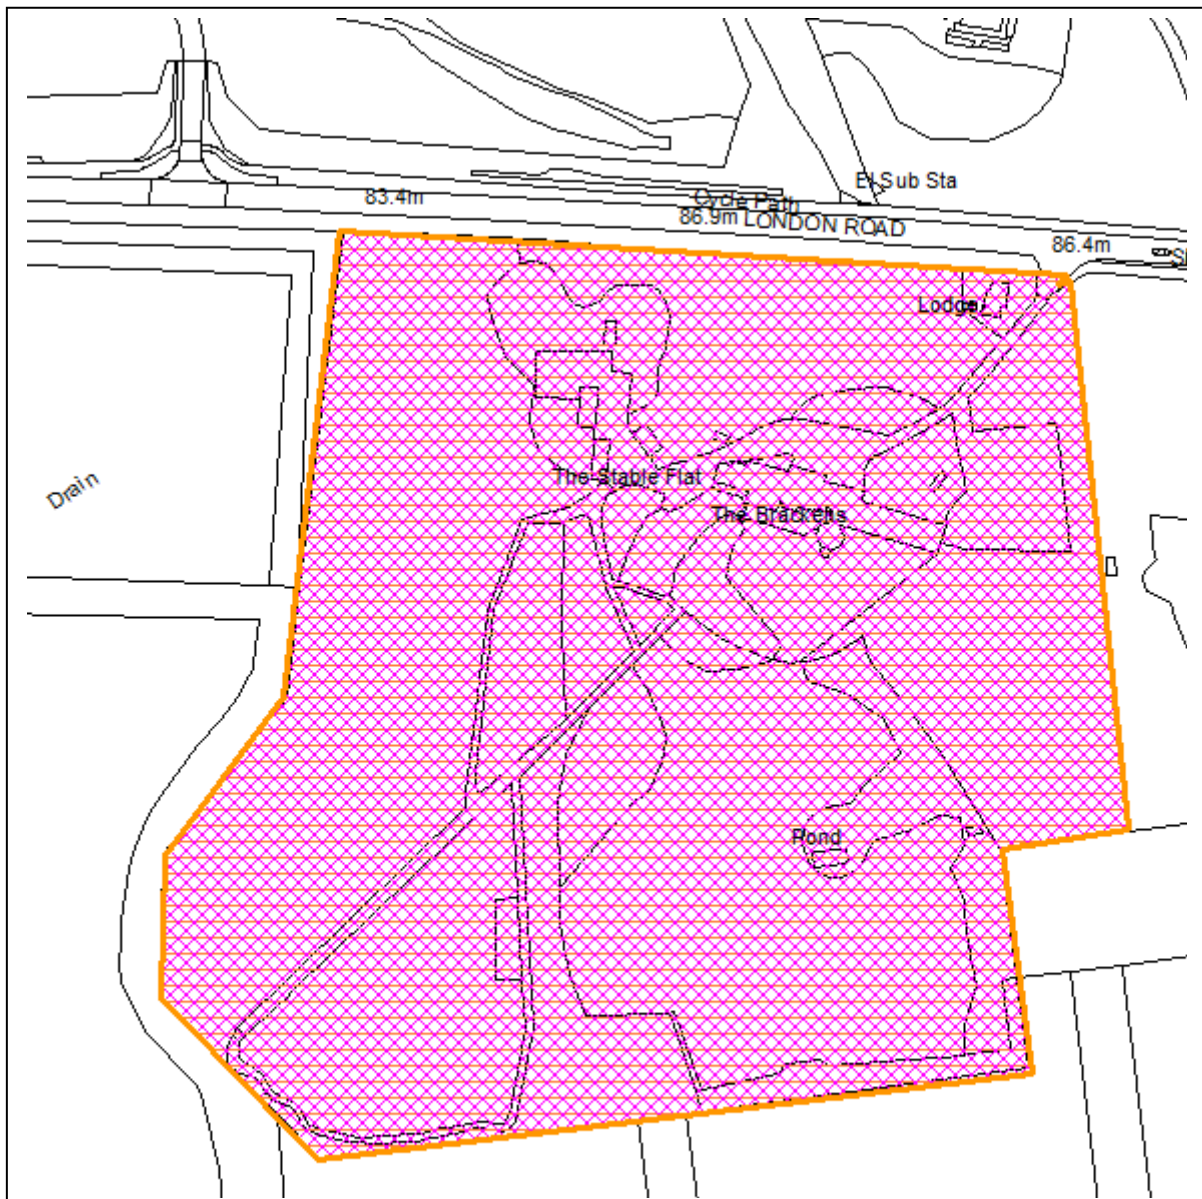 El Sub Sta
83.4m
Cycle Path
86.9m LONDON ROAD
86.4m
Lodge
The Stable Flat
Drain
The Brackens
Pond